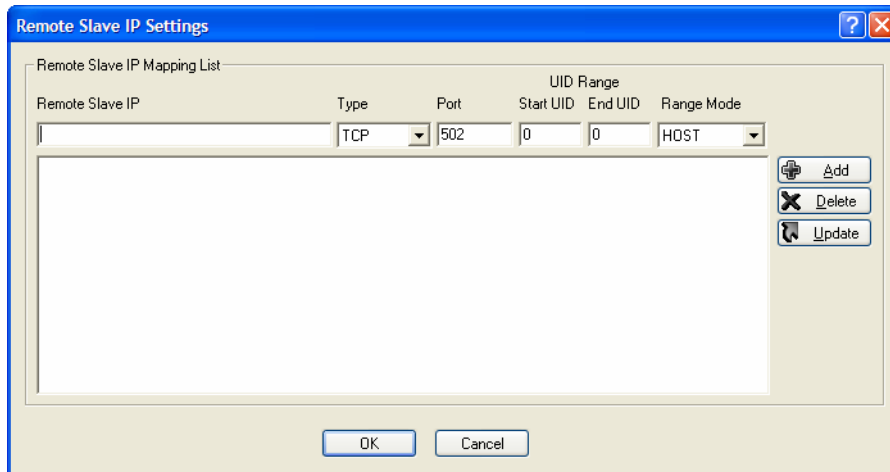 Remote Slave IP Settings
Remote Slave IP Mapping List
UID Range
Remote Slave IP Type Port Start UID End UID Range Mode
TCP 502 0 0 HOST
Add
Delete
Update
OK Cancel